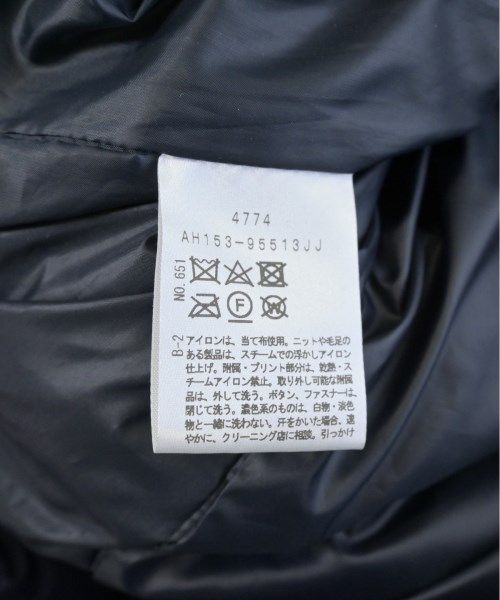 4774
AH153-95513JJ
NO.651
F
W
B-2
アイロンは、当て布使用。ニットや毛足の
ある製品は、スチームでの浮かしアイロン
仕上げ。附属・プリント部分は、乾熱・ス
チームアイロン禁止。取り外し可能な附属
品は、外して洗う。ボタン、ファスナーは
閉じて洗う。濃色系のものは、白物・淡色
物と一緒に洗わない。汗をかいた場合、速
やかに、クリーニング店に相談。引っかけ